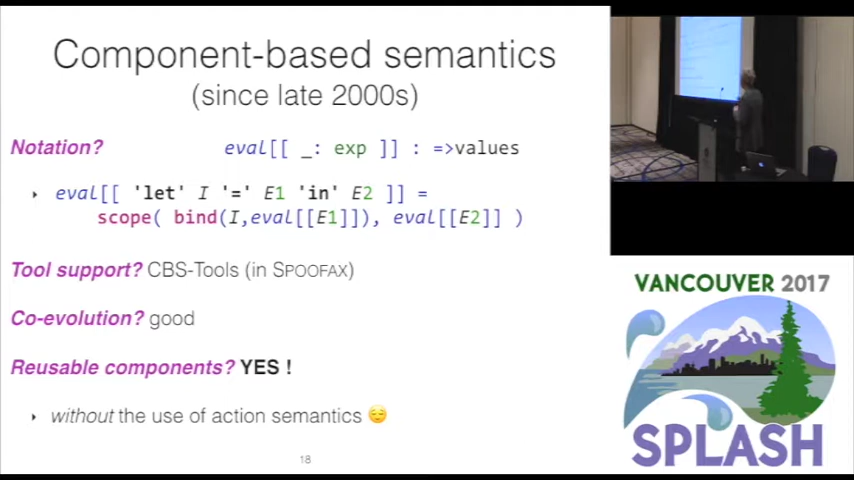 Component-based semantics
(since late 2000s)
Notation? eval[[ _: exp ]] : =>values
‣ eval[[ 'let' I '=' E1 'in' E2 ]] =
scope( bind(I,eval[[E1]]), eval[[E2]] )
Tool support? CBS-Tools (in SPOOFAX)
Co-evolution? good
Reusable components? YES !
‣ without the use of action semantics 😌
18
VANCOUVER 2017
SPLASH